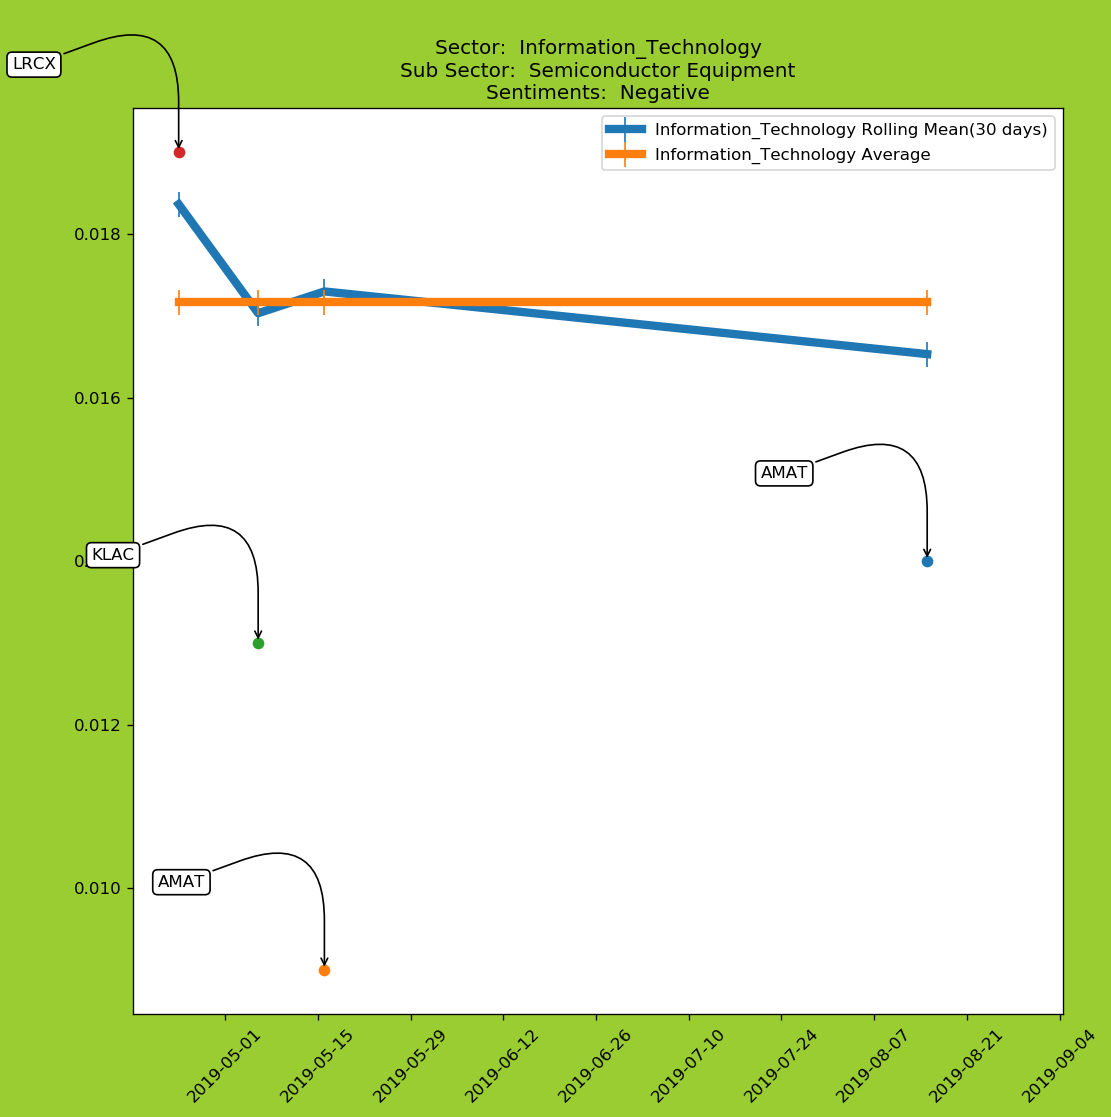 LRCX
Sector:  Information_Technology
Sub Sector:  Semiconductor Equipment
Sentiments:  Negative
Information_Technology Rolling Mean(30 days)
Information_Technology Average
0.018
0.016
AMAT
KLAC
0.012
AMAT
0.010
2019-05-01
2019-05-15
2019-05-29
2019-06-12
2019-06-26
2019-07-10
2019-07-24
2019-08-07
2019-08-21
2019-09-04